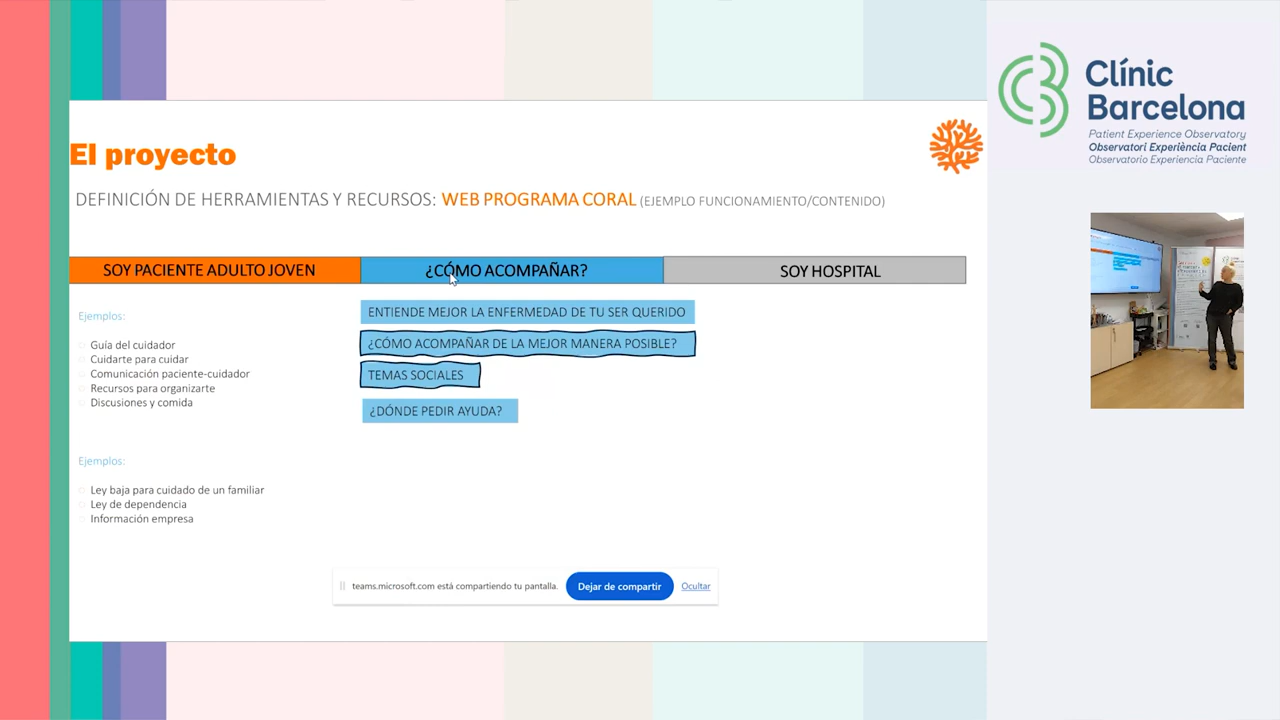 El proyecto
DEFINICIÓN DE HERRAMIENTAS Y RECURSOS: WEB PROGRAMA CORAL (EJEMPLO FUNCIONAMIENTO/CONTENIDO)
SOY PACIENTE ADULTO JOVEN
¿CÓMO ACOMPAÑAR?
SOY HOSPITAL
ENTIENDE MEJOR LA ENFERMEDAD DE TU SER QUERIDO
¿CÓMO ACOMPAÑAR DE LA MEJOR MANERA POSIBLE?
TEMAS SOCIALES
¿DÓNDE PEDIR AYUDA?
Ejemplos:
Guía del cuidador
Cuidarte para cuidar
Comunicación paciente-cuidador
Recursos para organizarte
Discusiones y comida
Ejemplos:
Ley baja para cuidado de un familiar
Ley de dependencia
Información empresa
teams.microsoft.com está compartiendo tu pantalla.
Dejar de compartir
Ocultar
Clínic
Barcelona
Patient Experience Observatory
Observatori Experiència Pacient
Observatorio Experiencia Paciente